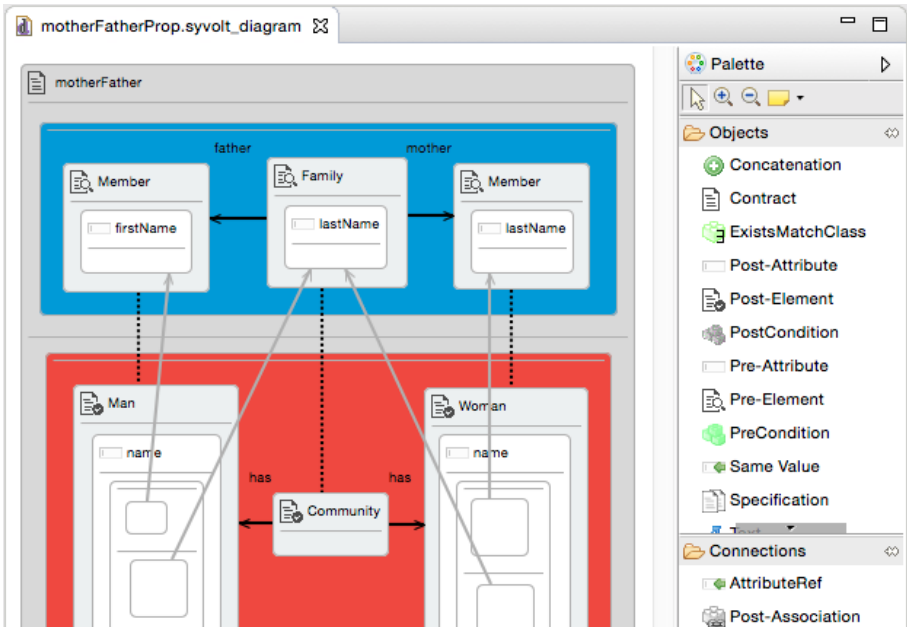 motherFatherProp.syvolt_diagram
motherFather
father
mother
Member
Family
Member
firstName
lastName
lastName
Man
Woman
name
name
has
has
Community
Palette
Objects
Concatenation
Contract
ExistsMatchClass
Post-Attribute
Post-Element
PostCondition
Pre-Attribute
Pre-Element
PreCondition
Same Value
Specification
Connections
AttributeRef
Post-Association